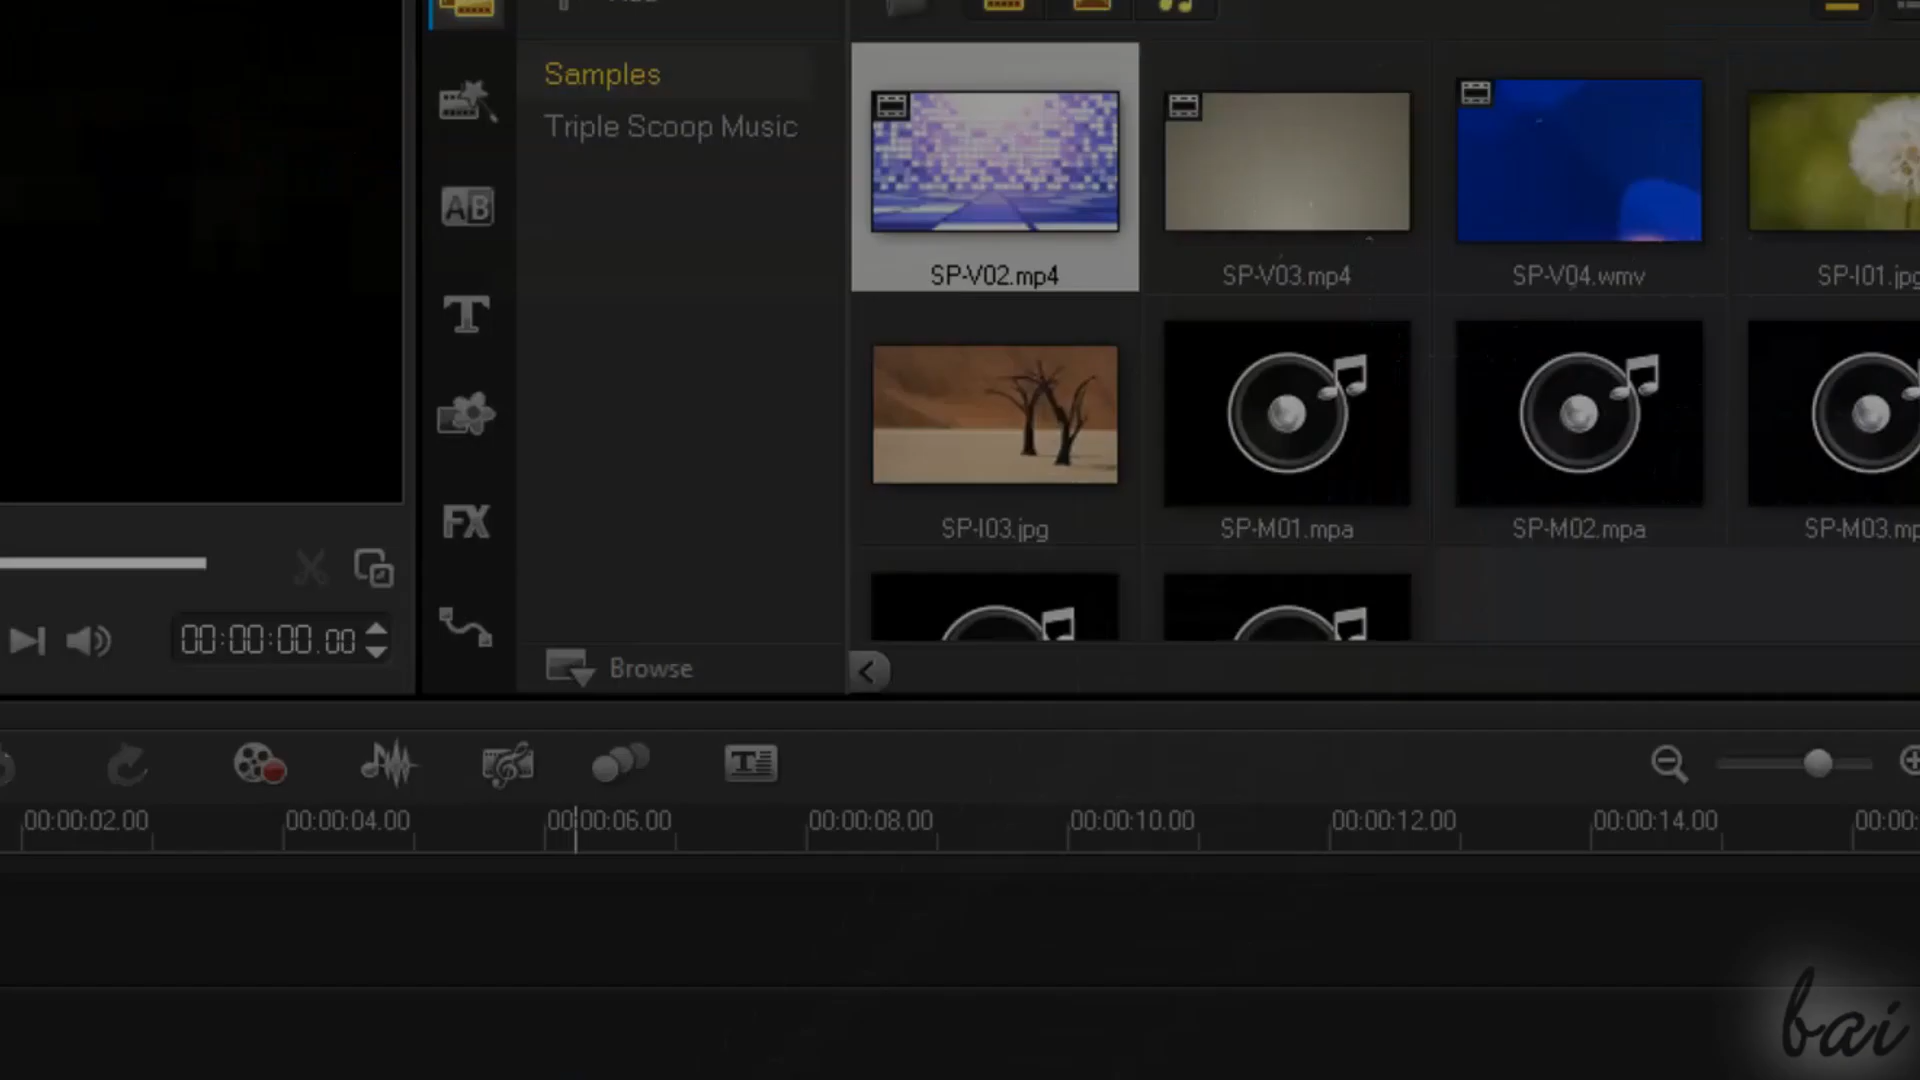 Samples
Triple Scoop Music
SP-V02.mp4
SP-V03.mp4
SP-V04.wmv
SP-I01.jpg
AB
T
SP-I03.jpg
SP-M01.mpa
SP-M02.mpa
SP-M03.mp
FX
00:00:00.00
Browse
T
00:00:02.00
00:00:04.00
00:00:06.00
00:00:08.00
00:00:10.00
00:00:12.00
00:00:14.00
00:00:
bai